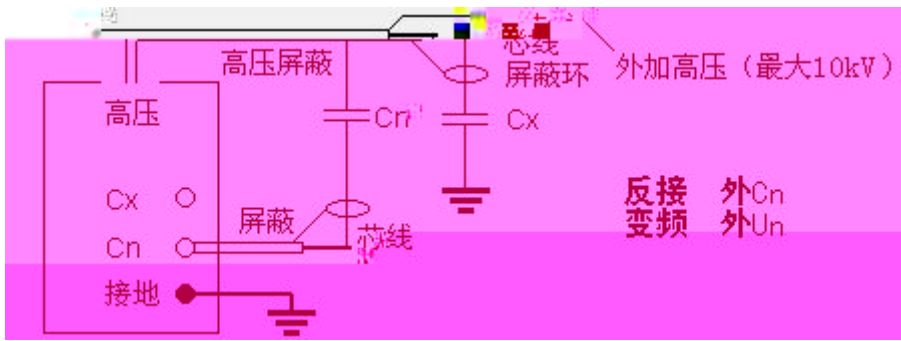 芯线
高压屏蔽
屏蔽环
外加高压（最大10kV）
高压
Cn
Cx
Cx
屏蔽
芯线
Cn
接地
反接 外Cn
变频 外Un